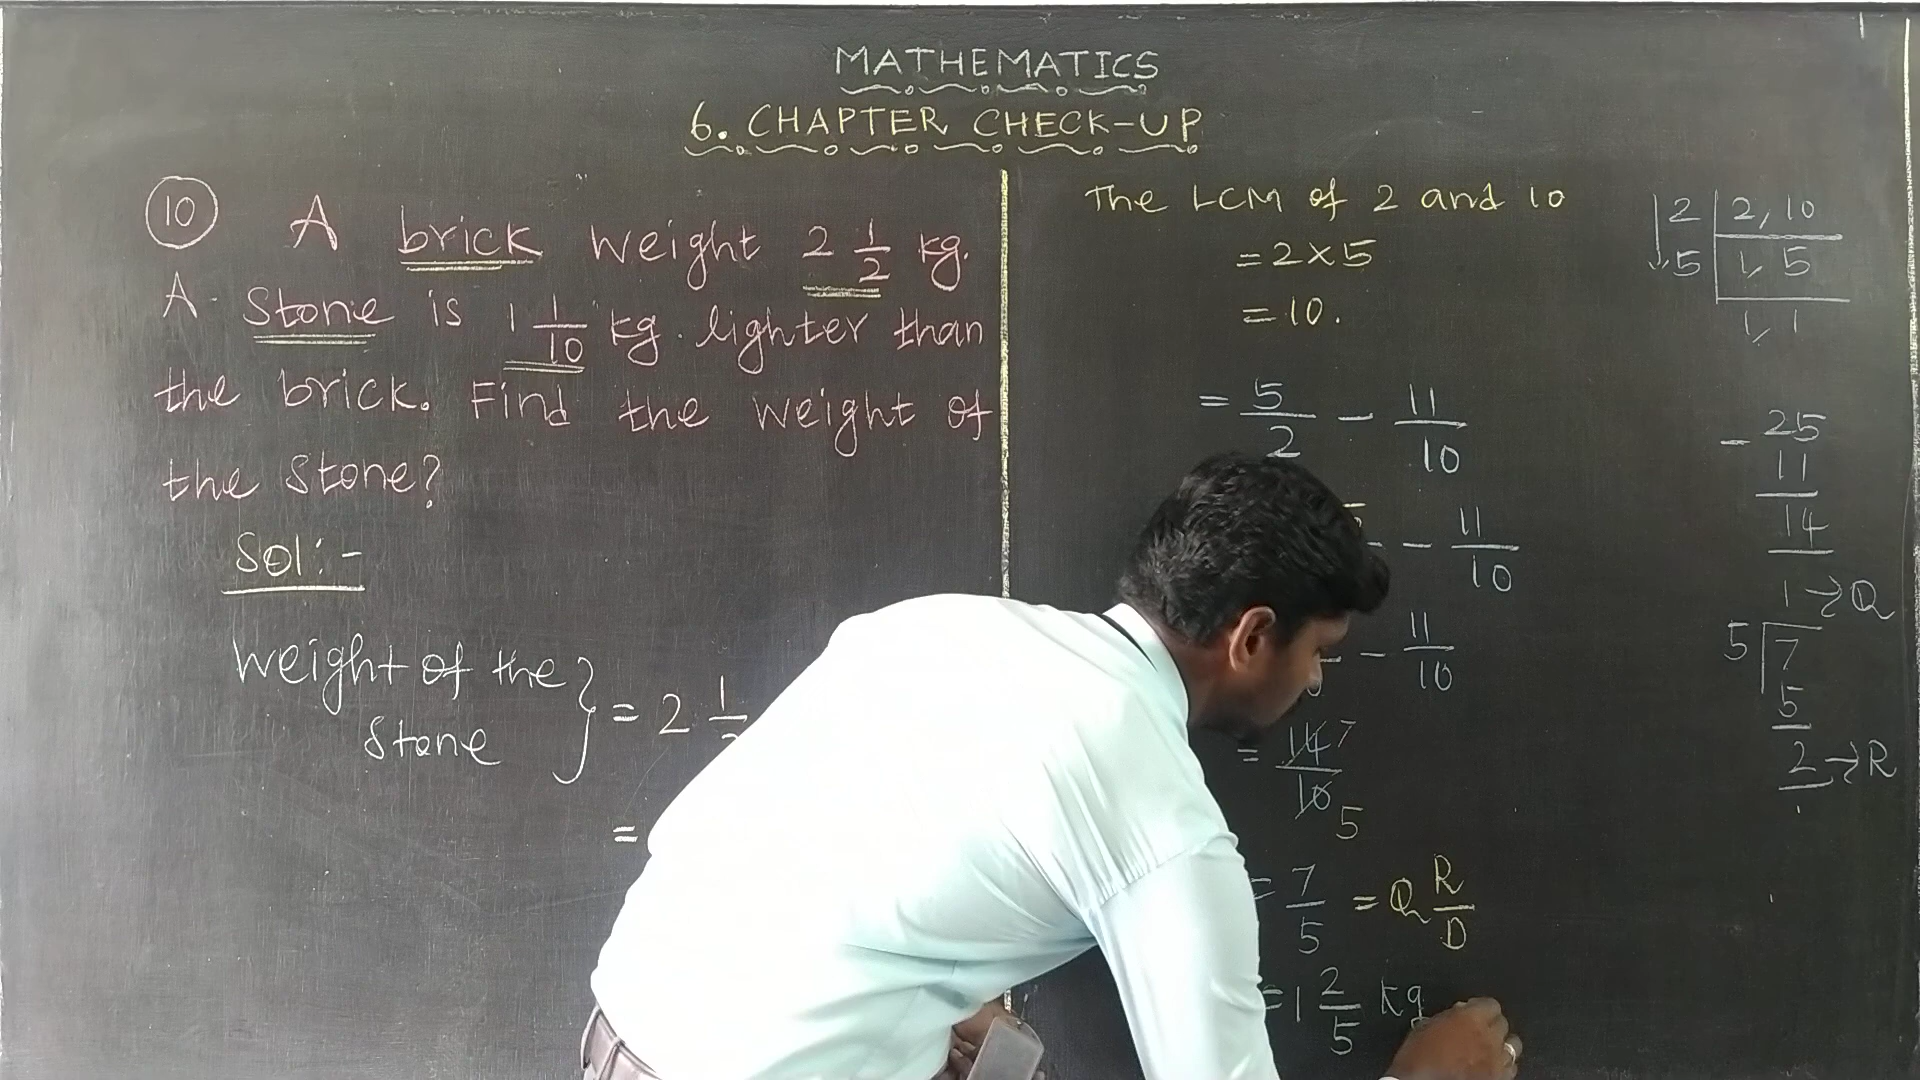 MATHEMATICS
6. CHAPTER CHECK-UP
10 A brick weight 2 1/2 kg.
A Stone is 1 1/10 kg. lighter than
the brick. Find the weight of
the Stone?
Sol:-
Weight of the
Stone } = 2 1/
=
The LCM of 2 and 10
= 2×5
= 10.
= 5/2 - 11/10
- 11/10
- 11/10
= 14/10 7 5
= 7/5 = Q R/D
= 1 2/5 kg
2 | 2, 10
5 | 1, 5
1, 1
- 25
11
14
1 → Q
5 7
5
2 → R